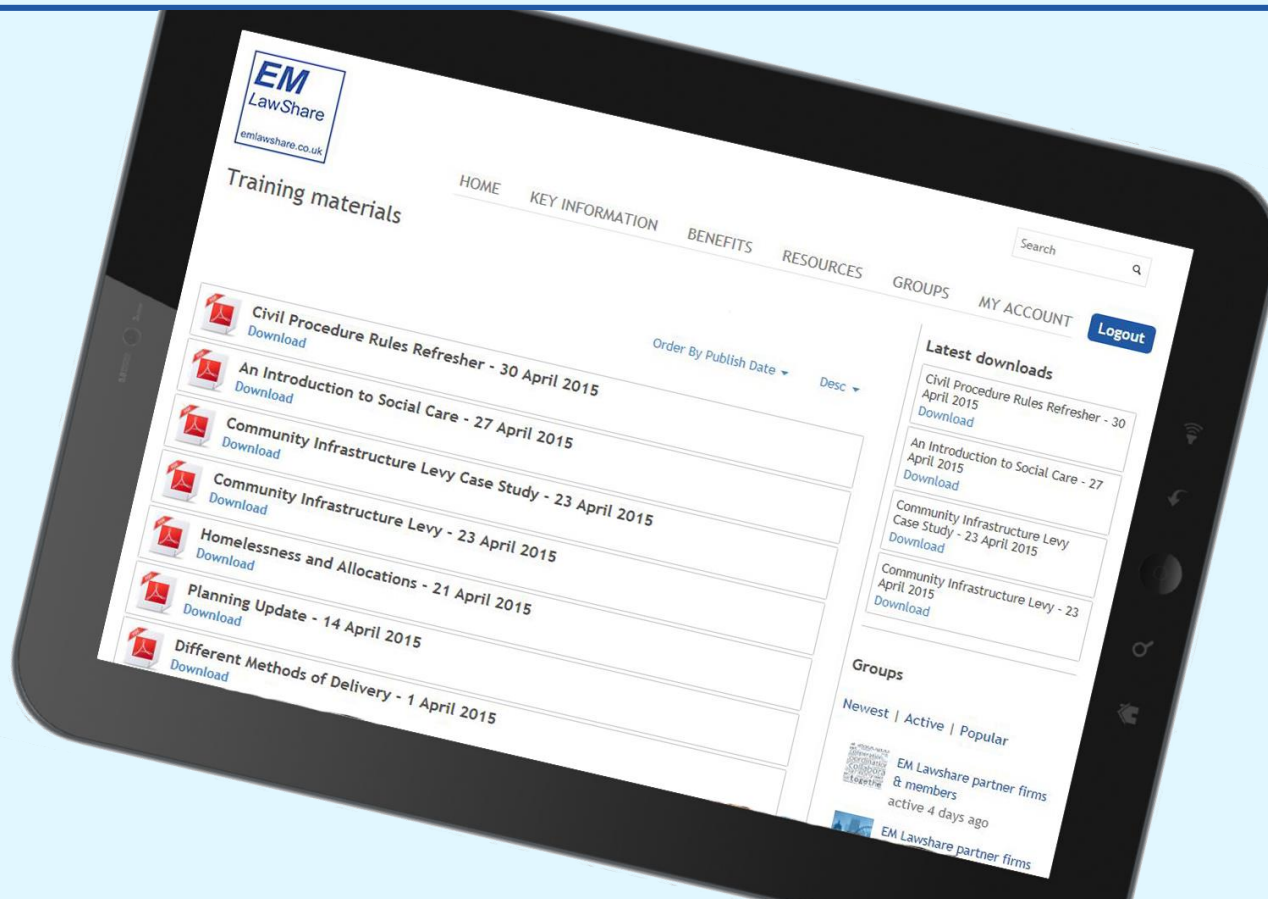 EM
LawShare
emlawshare.co.uk
Training materials
HOME KEY INFORMATION BENEFITS RESOURCES GROUPS MY ACCOUNT
Search
Logout
Order By Publish Date
Desc
Civil Procedure Rules Refresher - 30 April 2015
Download
An Introduction to Social Care - 27 April 2015
Download
Community Infrastructure Levy Case Study - 23 April 2015
Download
Community Infrastructure Levy - 23 April 2015
Download
Homelessness and Allocations - 21 April 2015
Download
Planning Update - 14 April 2015
Download
Different Methods of Delivery - 1 April 2015
Download
Latest downloads
Civil Procedure Rules Refresher - 30
April 2015
Download
An Introduction to Social Care - 27
April 2015
Download
Community Infrastructure Levy
Case Study - 23 April 2015
Download
Community Infrastructure Levy - 23
April 2015
Download
Groups
Newest | Active | Popular
EM Lawshare partner firms
& members
active 4 days ago
EM Lawshare partner firms